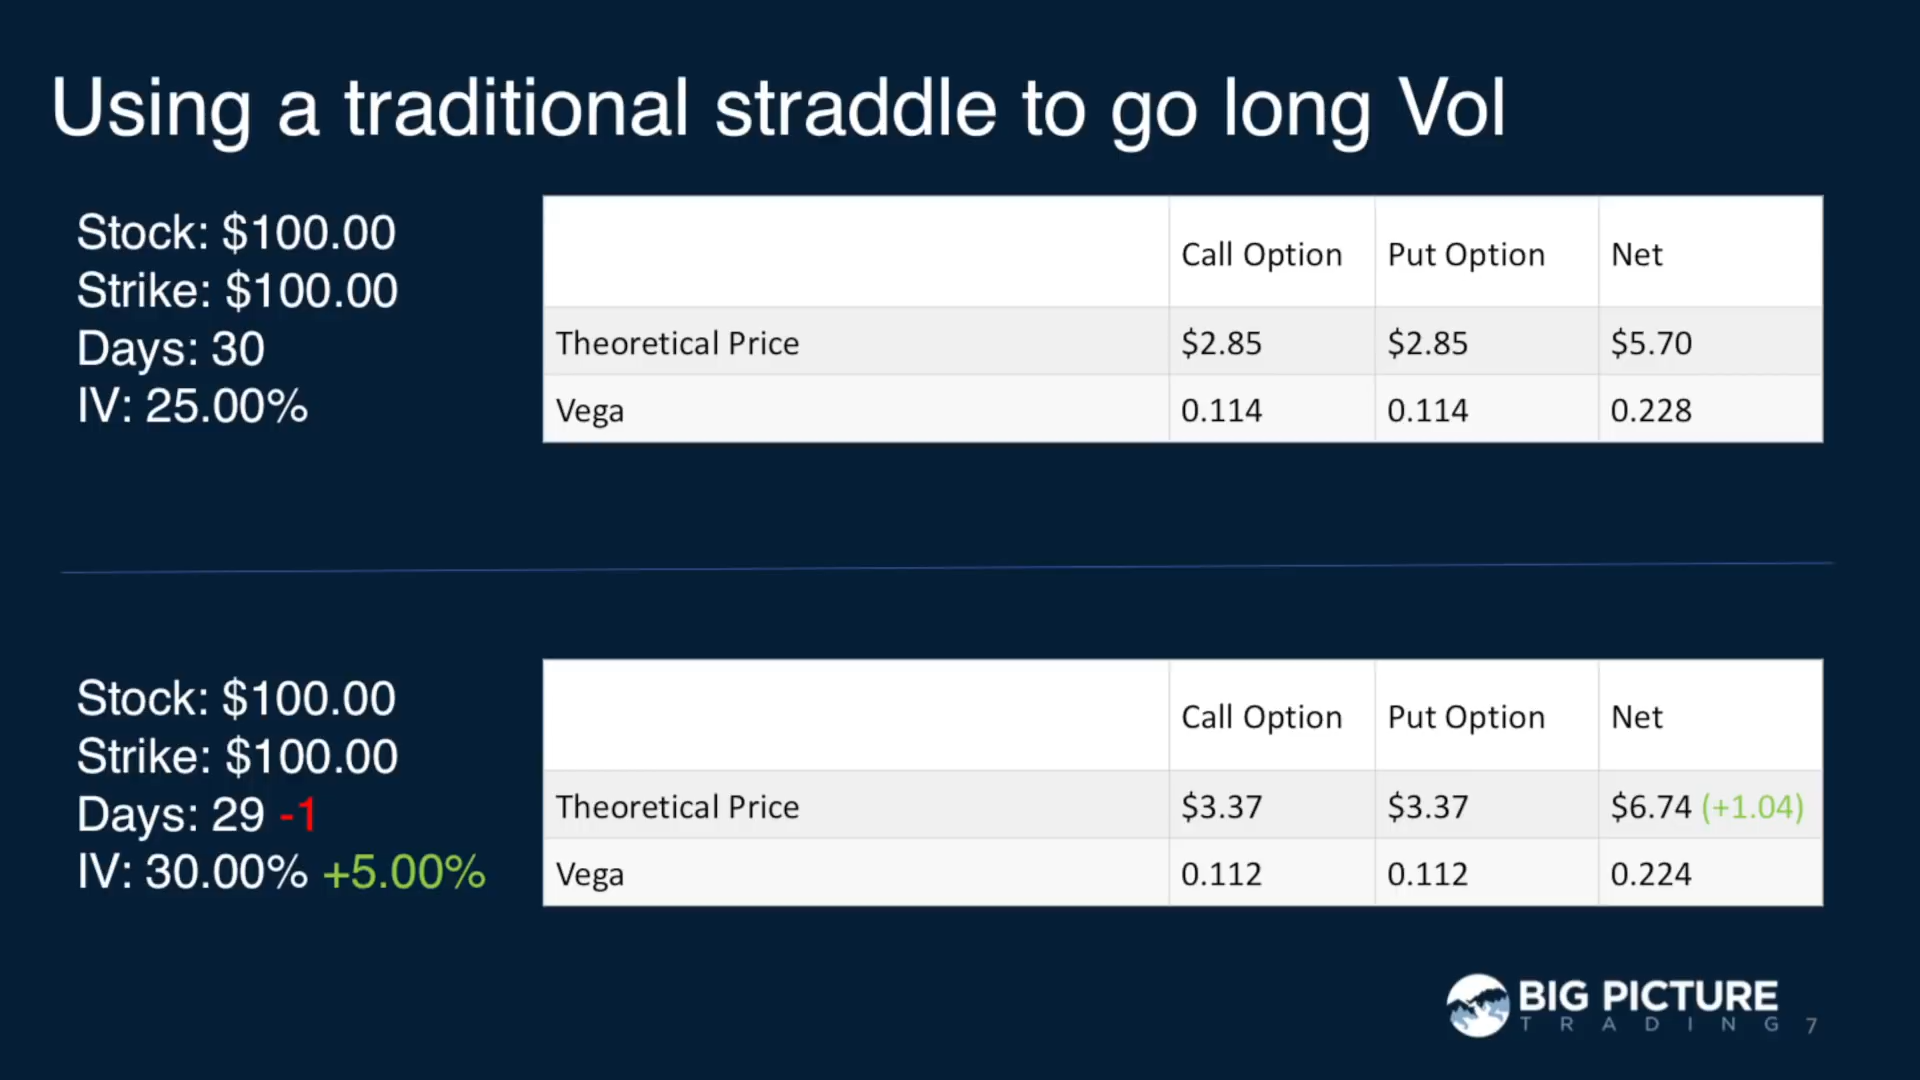 Using a traditional straddle to go long Vol
Stock: $100.00
Strike: $100.00
Days: 30
IV: 25.00%
Call Option Put Option Net
Theoretical Price $2.85 $2.85 $5.70
Vega 0.114 0.114 0.228
Stock: $100.00
Strike: $100.00
Days: 29 -1
IV: 30.00% +5.00%
Call Option Put Option Net
Theoretical Price $3.37 $3.37 $6.74 (+1.04)
Vega 0.112 0.112 0.224
BIG PICTURE
TRADING 7